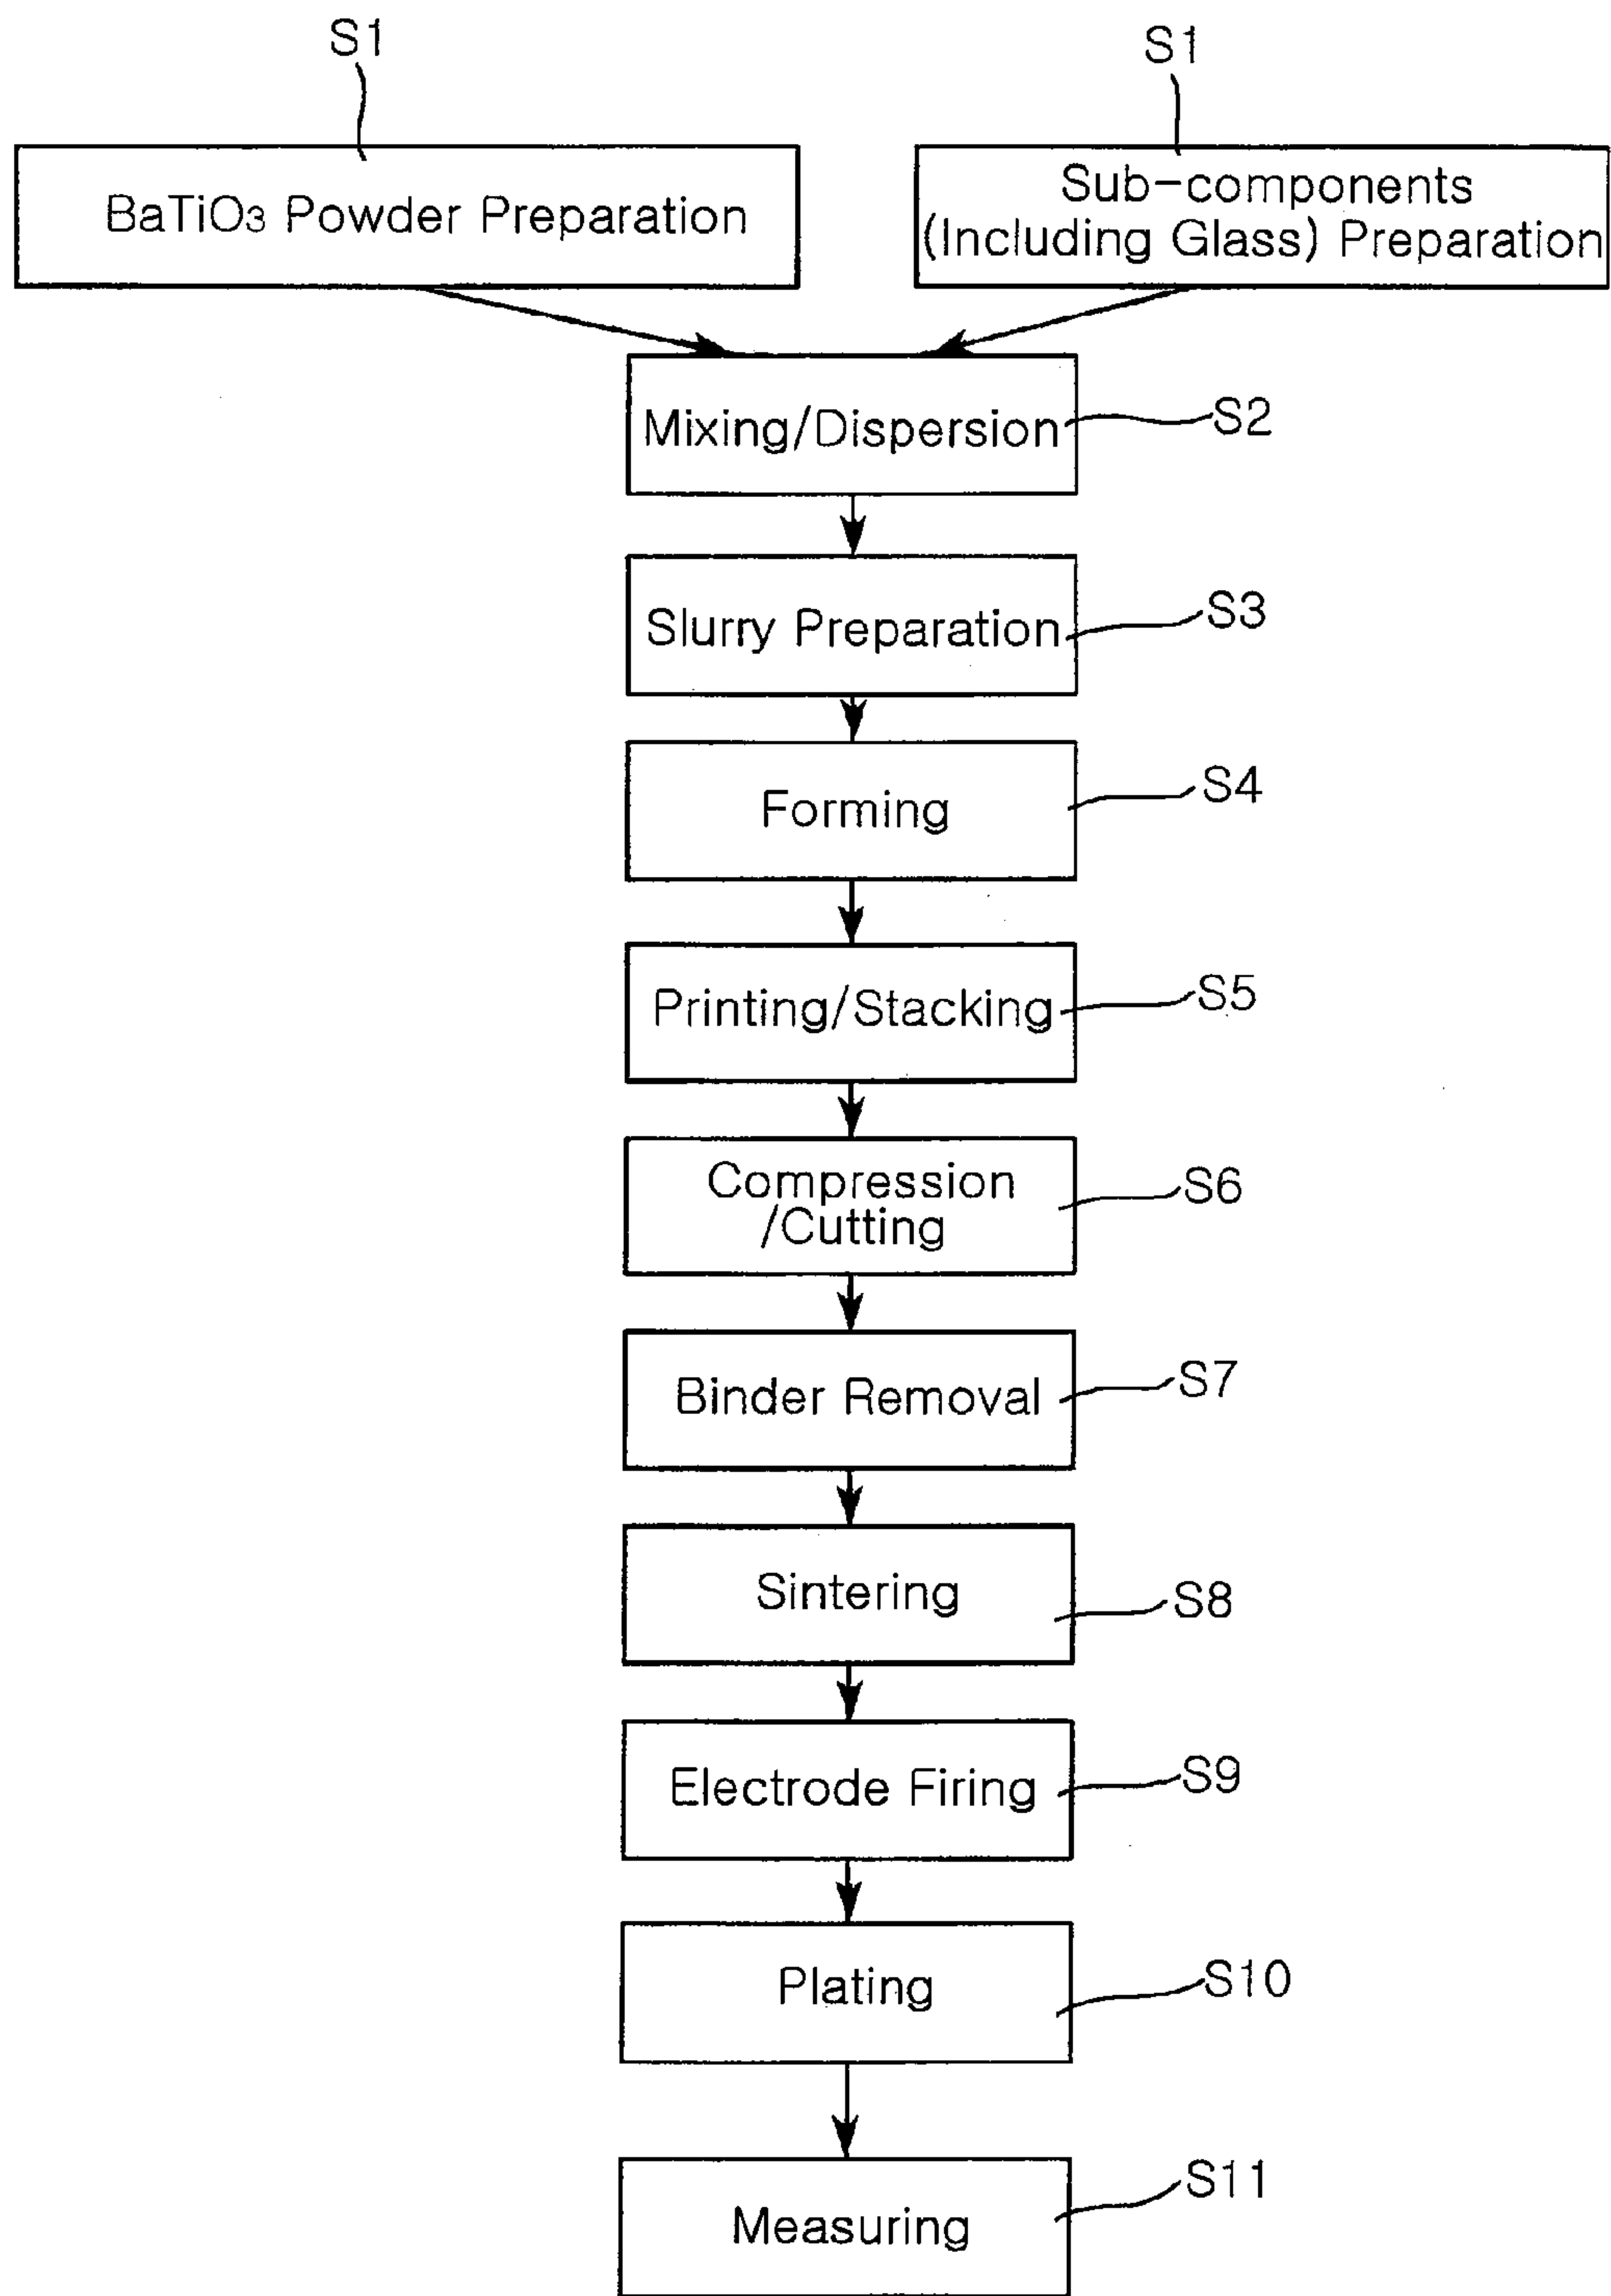 S1
S1
BaTiO3 Powder Preparation
Sub-components
(Including Glass) Preparation
Mixing/Dispersion
S2
Slurry Preparation
S3
Forming
S4
Printing/Stacking
S5
Compression
/Cutting
S6
Binder Removal
S7
Sintering
S8
Electrode Firing
S9
Plating
S10
Measuring
S11